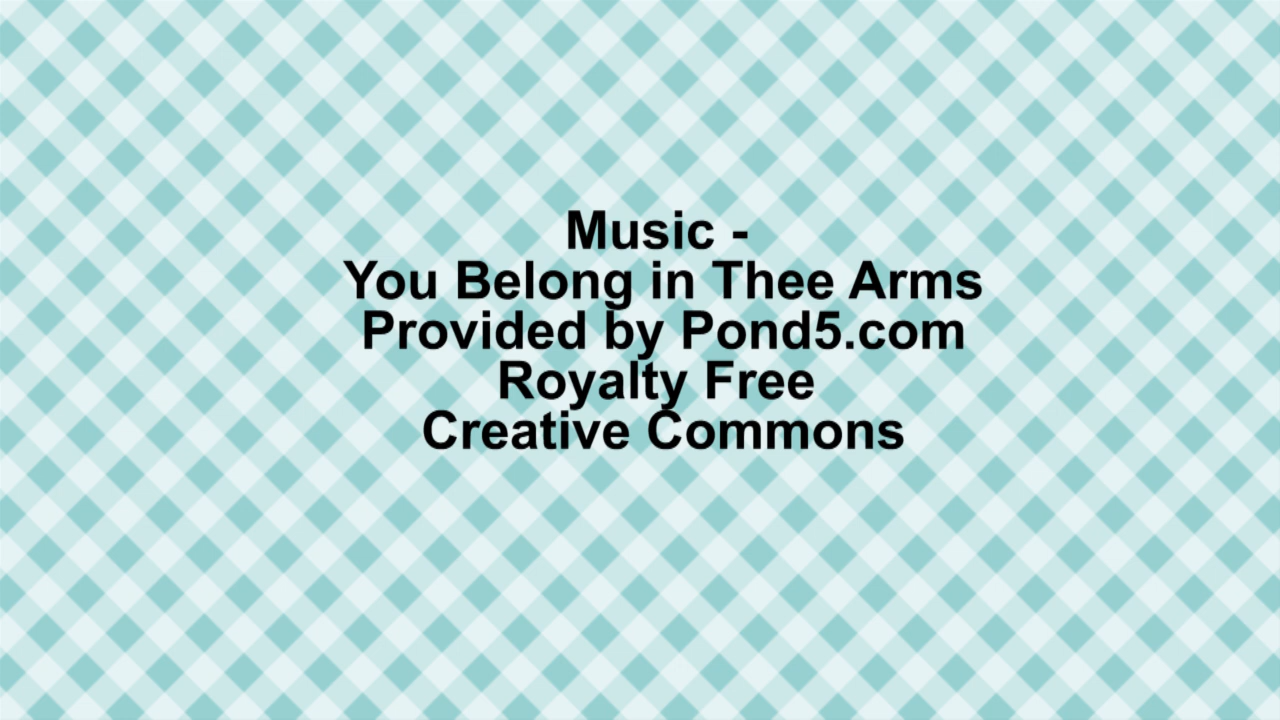 Music -
You Belong in Thee Arms
Provided by Pond5.com
Royalty Free
Creative Commons